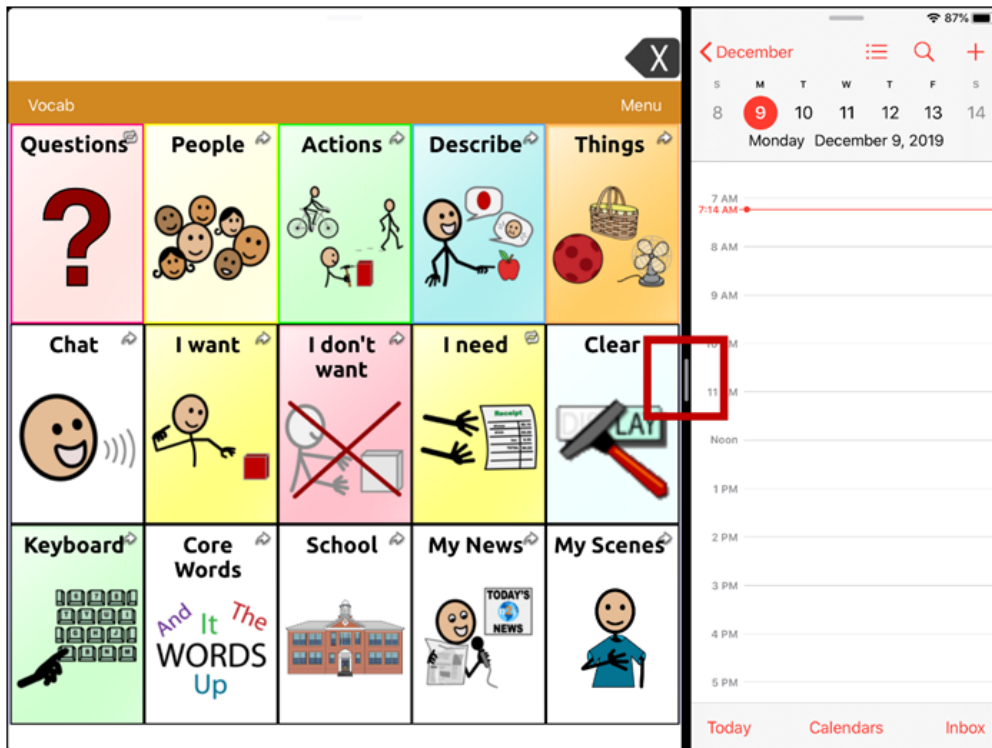 87%
X
Vocab
Menu
Questions
People
Actions
Describe
Things
Chat
I want
I don't
want
I need
Clear
Receipt
TOTAL
DISPLAY
Keyboard
Core
Words
School
My News
My Scenes
And
It
The
WORDS
Up
TODAY'S
NEWS
December
S M T W T F S
8 9 10 11 12 13 14
Monday December 9, 2019
7 AM
7:14 AM
8 AM
9 AM
Noon
1 PM
2 PM
3 PM
4 PM
5 PM
Today
Calendars
Inbox